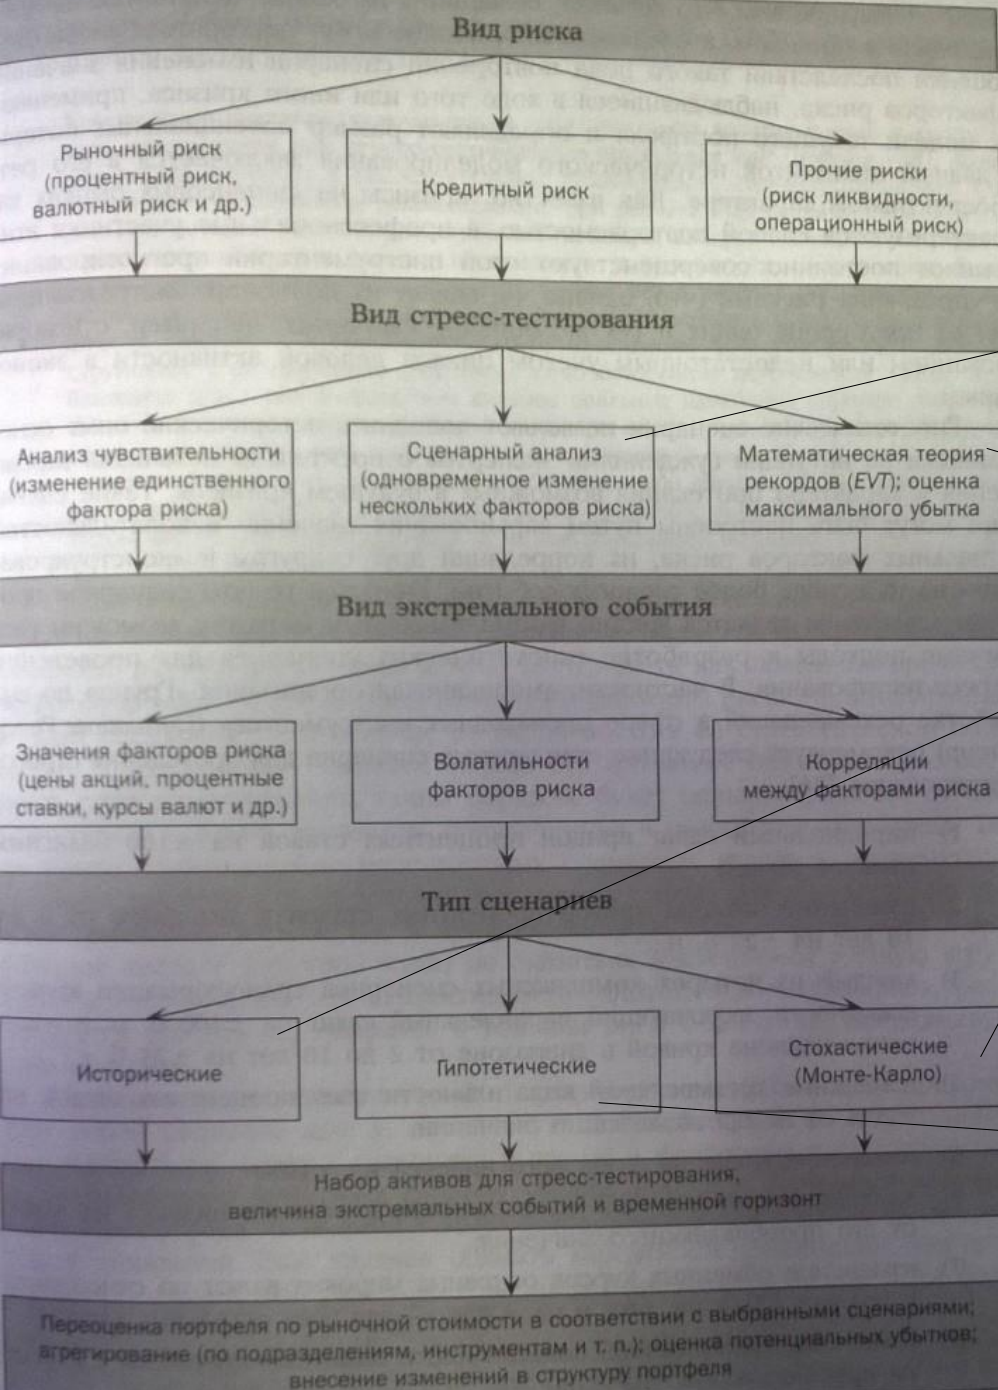 Вид риска
Рыночный риск
(процентный риск,
валютный риск и др.)
Кредитный риск
Прочие риски
(риск ликвидности,
операционный риск)
Вид стресс-тестирования
Анализ чувствительности
(изменение единственного
фактора риска)
Сценарный анализ
(одновременное изменение
нескольких факторов риска)
Математическая теория
рекордов (EVT); оценка
максимального убытка
Вид экстремального события
Значения факторов риска
(цены акций, процентные
ставки, курсы валют и др.)
Волатильности
факторов риска
Корреляции
между факторами риска
Тип сценариев
Исторические
Гипотетические
Стохастические
(Монте-Карло)
Набор активов для стресс-тестирования,
величина экстремальных событий и временной горизонт
Переоценка портфеля по рыночной стоимости в соответствии с выбранными сценариями;
агрегирование (по подразделениям, инструментам и т. п.); оценка потенциальных убытков;
внесение изменений в структуру портфеля